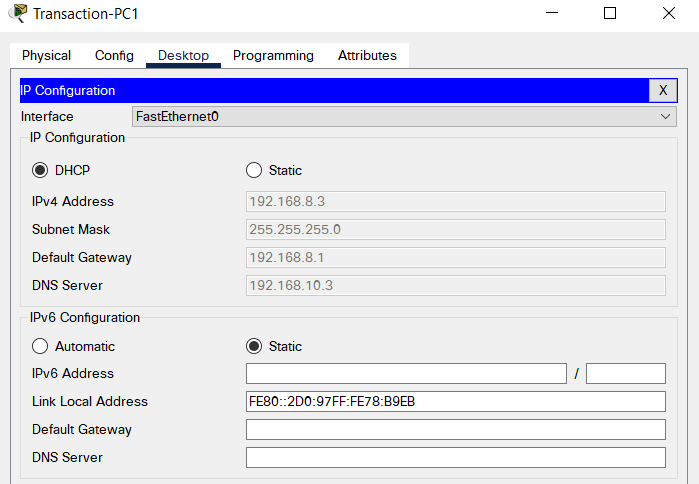 Transaction-PC1
Physical Config Desktop Programming Attributes
IP Configuration X
Interface FastEthernet0
IP Configuration
DHCP Static
IPv4 Address 192.168.8.3
Subnet Mask 255.255.255.0
Default Gateway 192.168.8.1
DNS Server 192.168.10.3
IPv6 Configuration
Automatic Static
IPv6 Address /
Link Local Address FE80::2D0:97FF:FE78:B9EB
Default Gateway
DNS Server